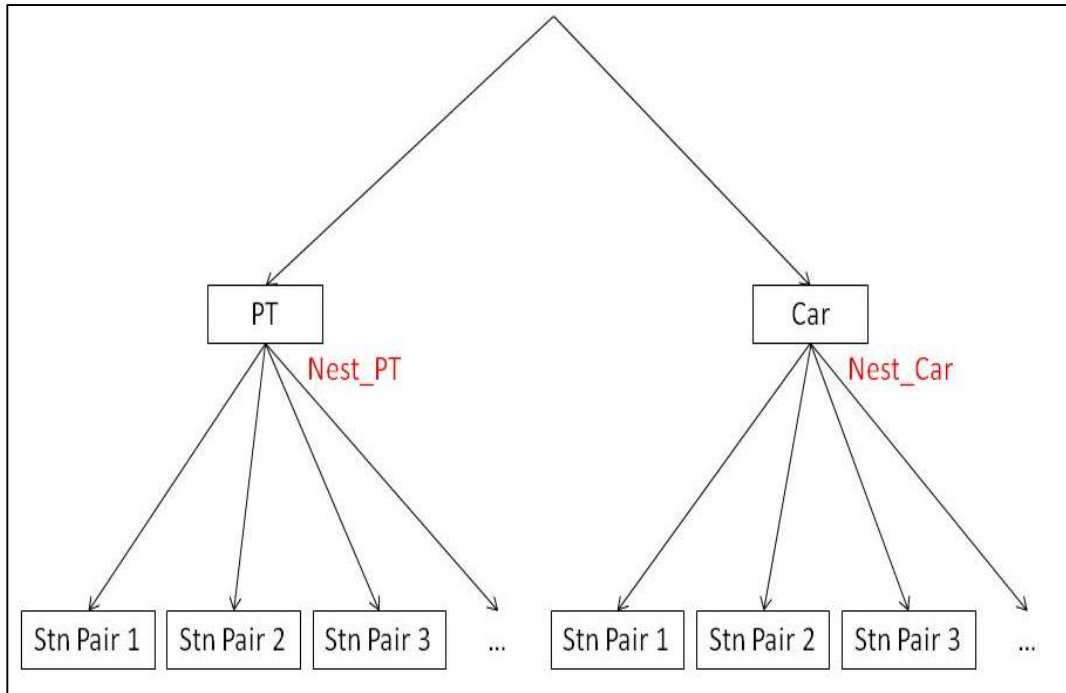 PT
Car
Nest_PT
Nest_Car
Stn Pair 1
Stn Pair 2
Stn Pair 3
...
Stn Pair 1
Stn Pair 2
Stn Pair 3
...